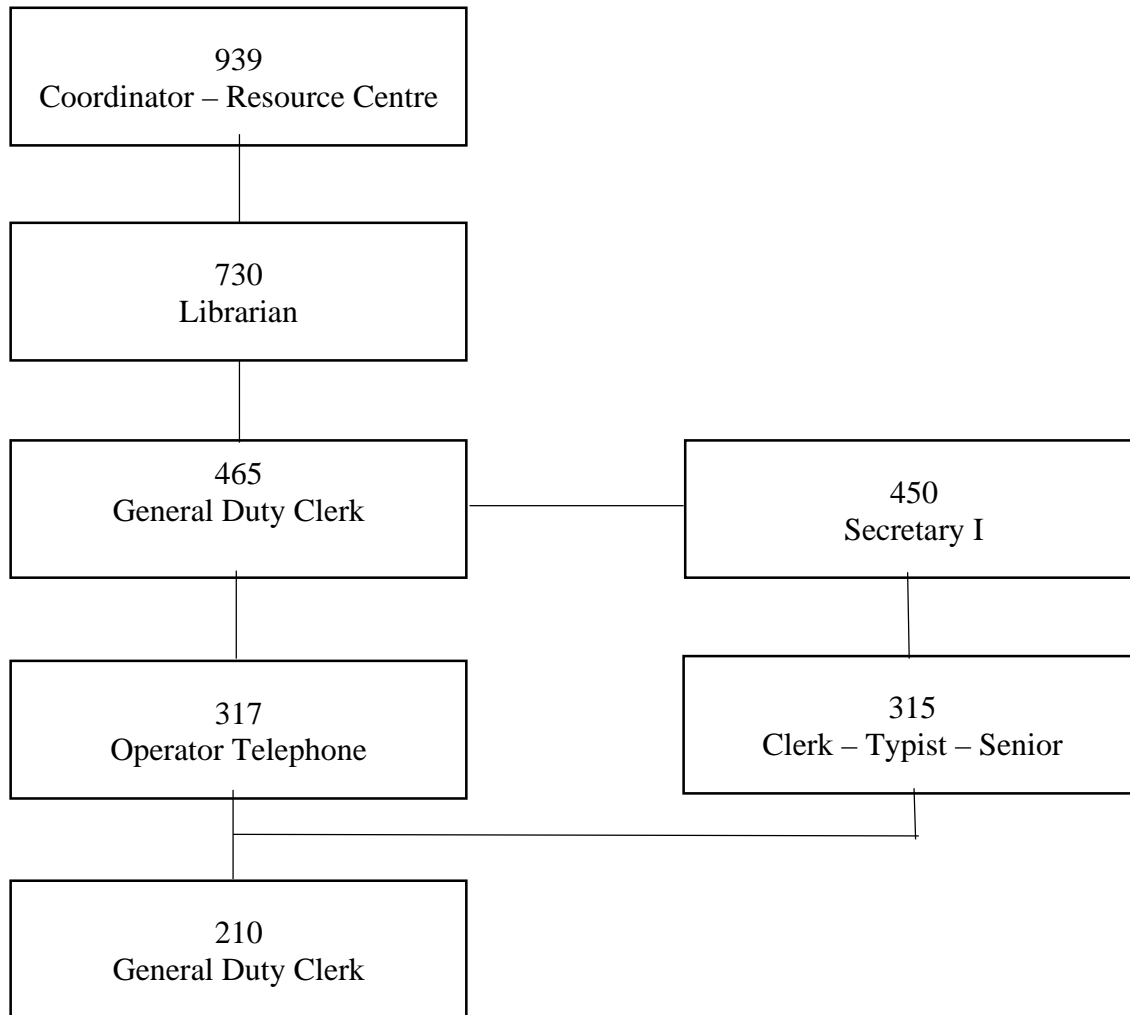 939
Coordinator – Resource Centre
730
Librarian
465
General Duty Clerk
450
Secretary I
317
Operator Telephone
315
Clerk – Typist – Senior
210
General Duty Clerk